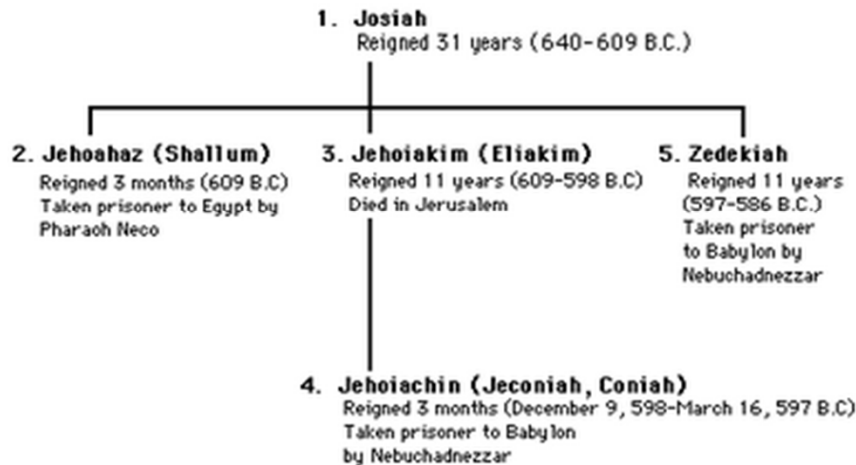 1. Josiah
Reigned 31 years (640-609 B.C.)
2. Jehoahaz (Shallum)
Reigned 3 months (609 B.C)
Taken prisoner to Egypt by
Pharaoh Neco
3. Jehoiakim (Eliakim)
Reigned 11 years (609-598 B.C)
Died in Jerusalem
5. Zedekiah
Reigned 11 years
(597-586 B.C.)
Taken prisoner
to Babylon by
Nebuchadnezzar
4. Jehoiachin (Jeconiah, Coniah)
Reigned 3 months (December 9, 598-March 16, 597 B.C)
Taken prisoner to Babylon
by Nebuchadnezzar